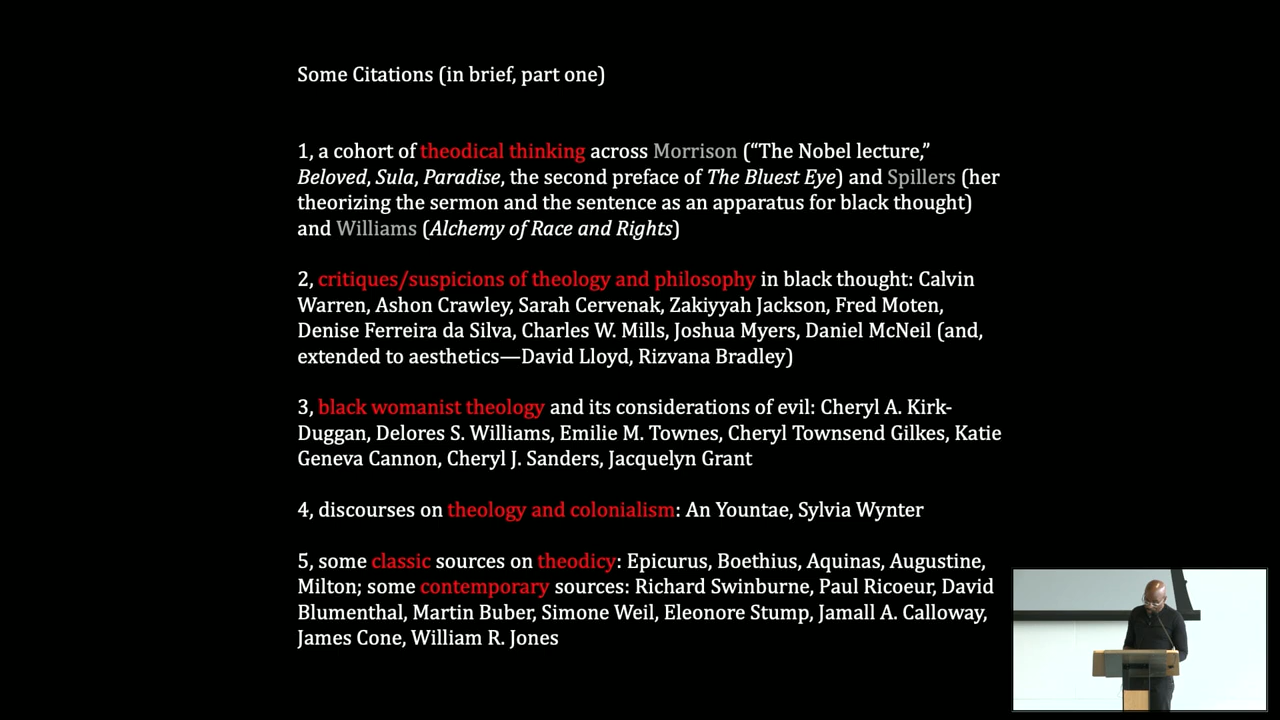 Some Citations (in brief, part one)
1, a cohort of theodical thinking across Morrison (“The Nobel lecture,”
Beloved, Sula, Paradise, the second preface of The Bluest Eye) and Spillers (her
theorizing the sermon and the sentence as an apparatus for black thought)
and Williams (Alchemy of Race and Rights)
2, critiques/suspicions of theology and philosophy in black thought: Calvin
Warren, Ashon Crawley, Sarah Cervenak, Zakiyyah Jackson, Fred Moten,
Denise Ferreira da Silva, Charles W. Mills, Joshua Myers, Daniel McNeil (and,
extended to aesthetics—David Lloyd, Rizvana Bradley)
3, black womanist theology and its considerations of evil: Cheryl A. Kirk-
Duggan, Delores S. Williams, Emilie M. Townes, Cheryl Townsend Gilkes, Katie
Geneva Cannon, Cheryl J. Sanders, Jacquelyn Grant
4, discourses on theology and colonialism: An Yountae, Sylvia Wynter
5, some classic sources on theodicy: Epicurus, Boethius, Aquinas, Augustine,
Milton; some contemporary sources: Richard Swinburne, Paul Ricoeur, David
Blumenthal, Martin Buber, Simone Weil, Eleonore Stump, Jamall A. Calloway,
James Cone, William R. Jones